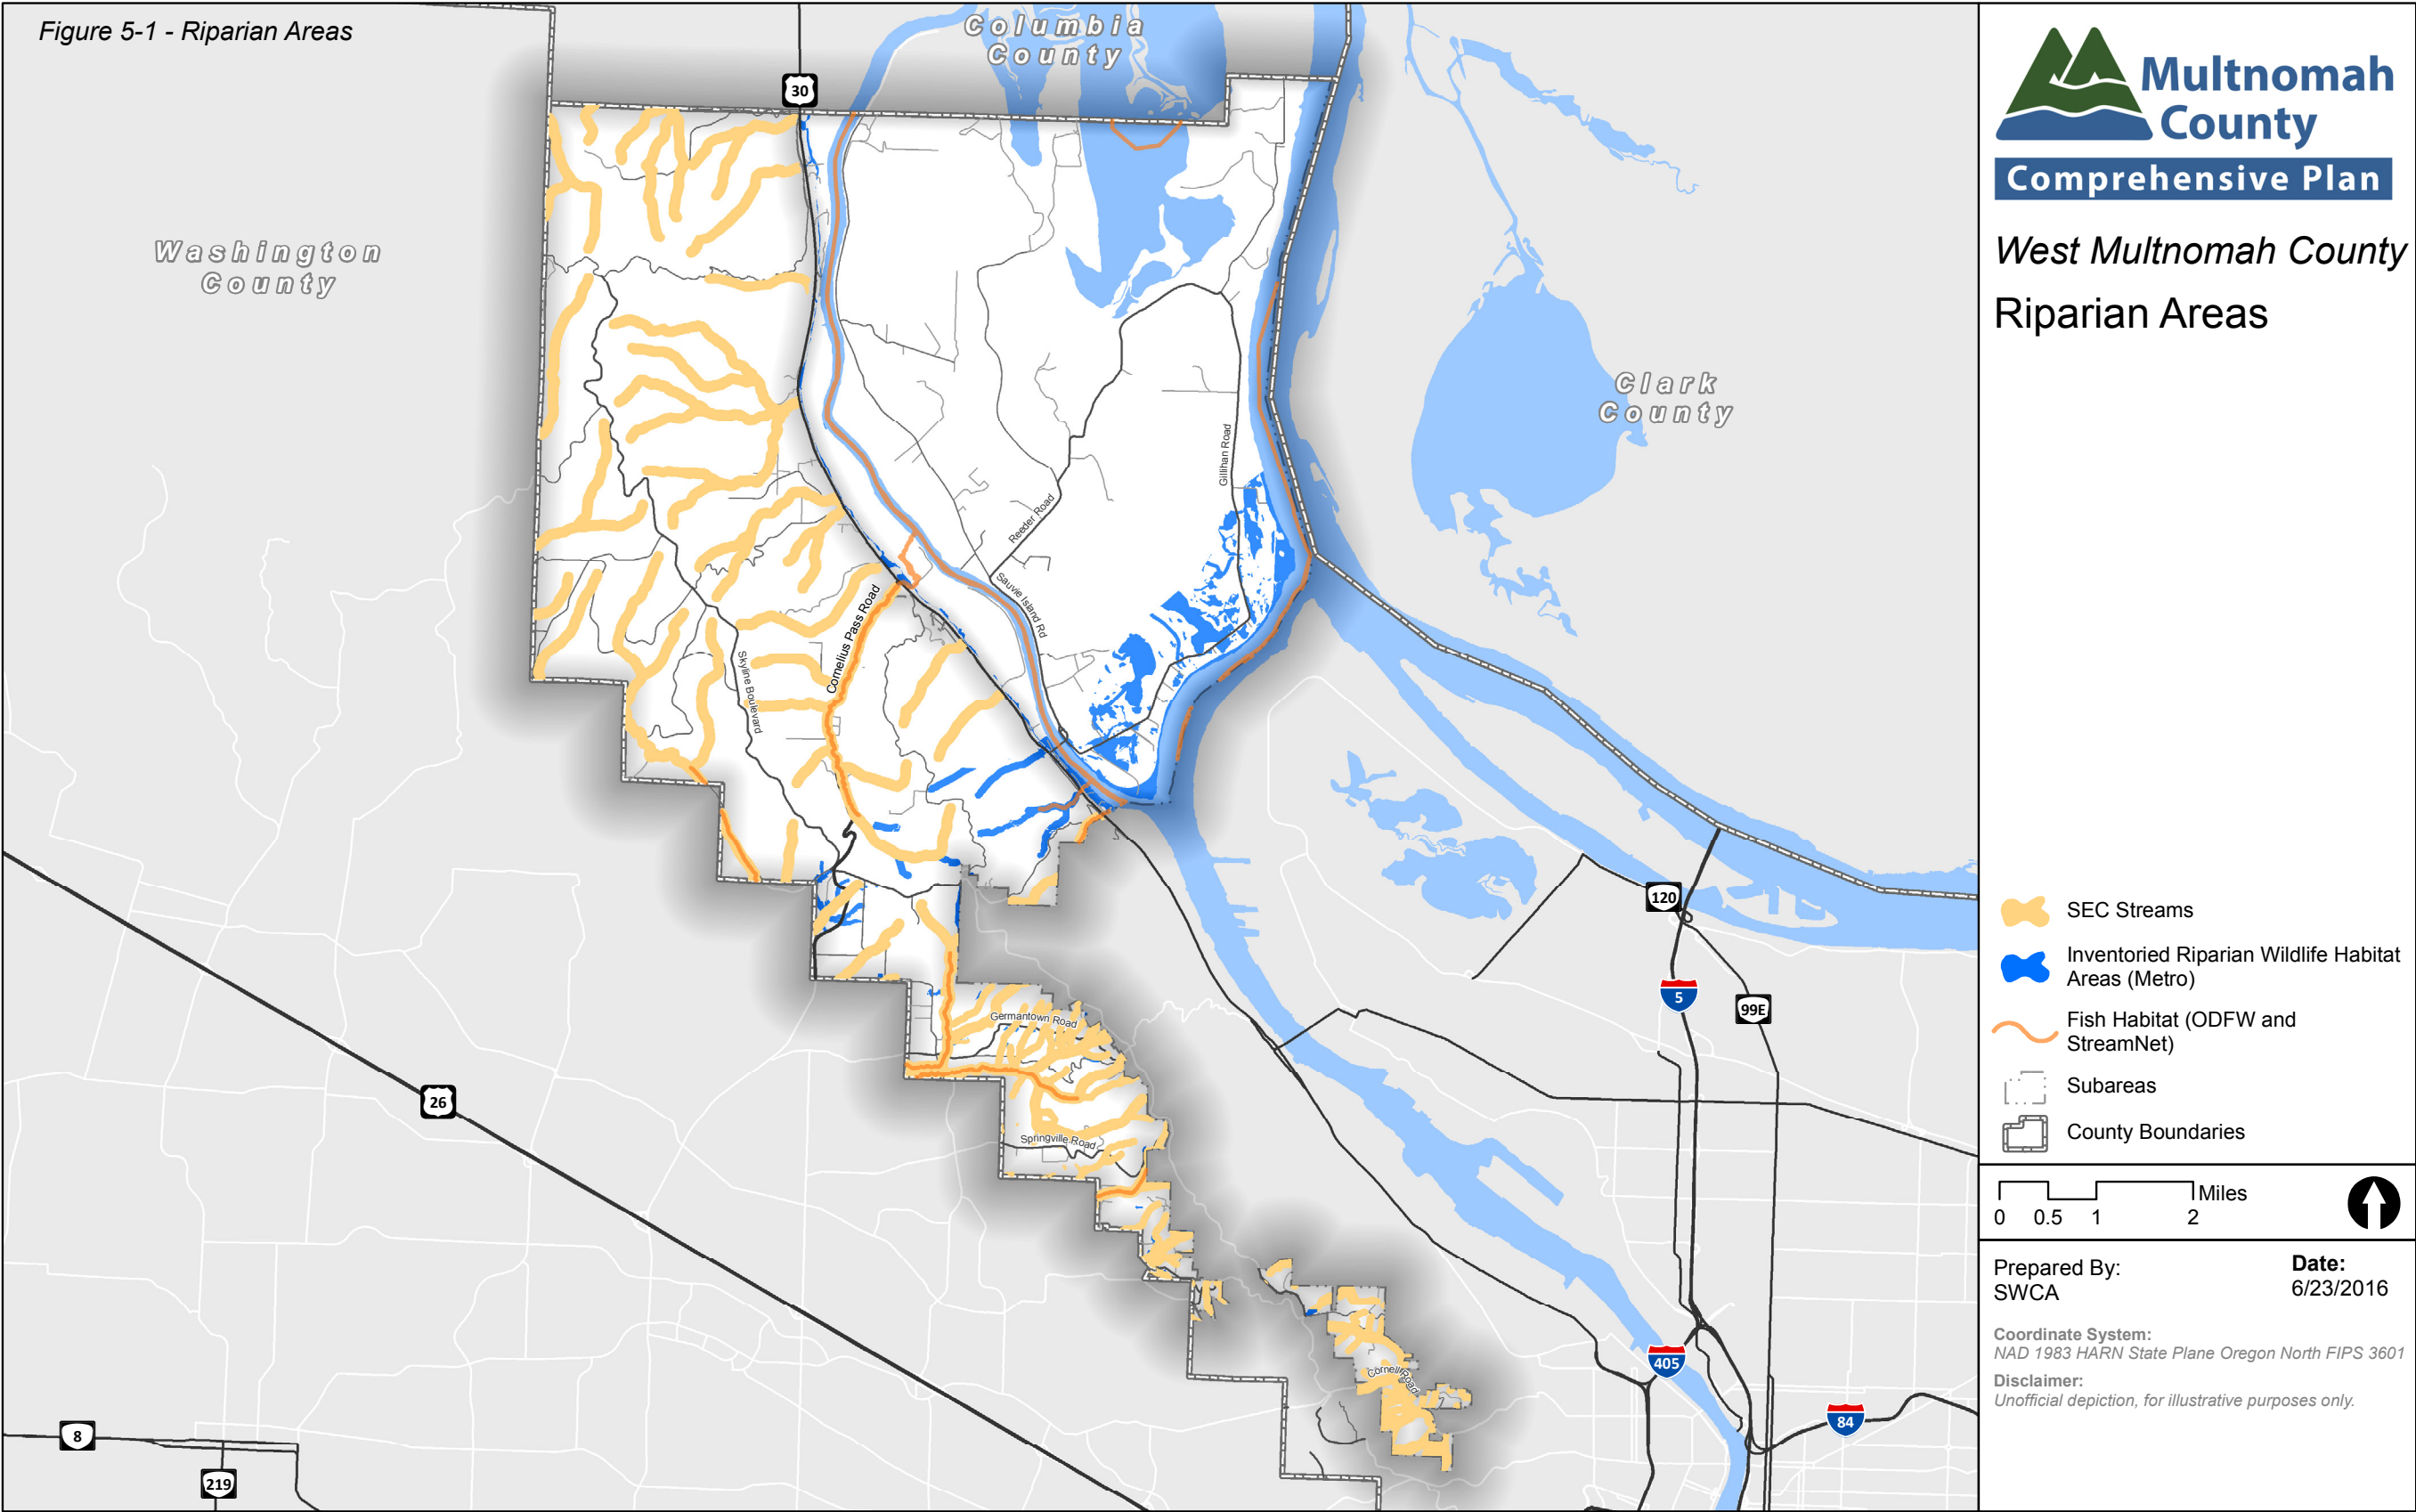 Figure 5-1 - Riparian Areas
Columbia
County
30
Washington
County
Clark
County
Gillihan Road
Reeder Road
Sauvie Island Rd
Cornelius Pass Road
Skyline Boulevard
120
5
99E
Germantown Road
26
Springville Road
405
Cornell Road
84
8
219
Multnomah
County
Comprehensive Plan
West Multnomah County
Riparian Areas
SEC Streams
Inventoried Riparian Wildlife Habitat
Areas (Metro)
Fish Habitat (ODFW and
StreamNet)
Subareas
County Boundaries
Miles
0 0.5 1 2
Prepared By:
SWCA
Date:
6/23/2016
Coordinate System:
NAD 1983 HARN State Plane Oregon North FIPS 3601
Disclaimer:
Unofficial depiction, for illustrative purposes only.